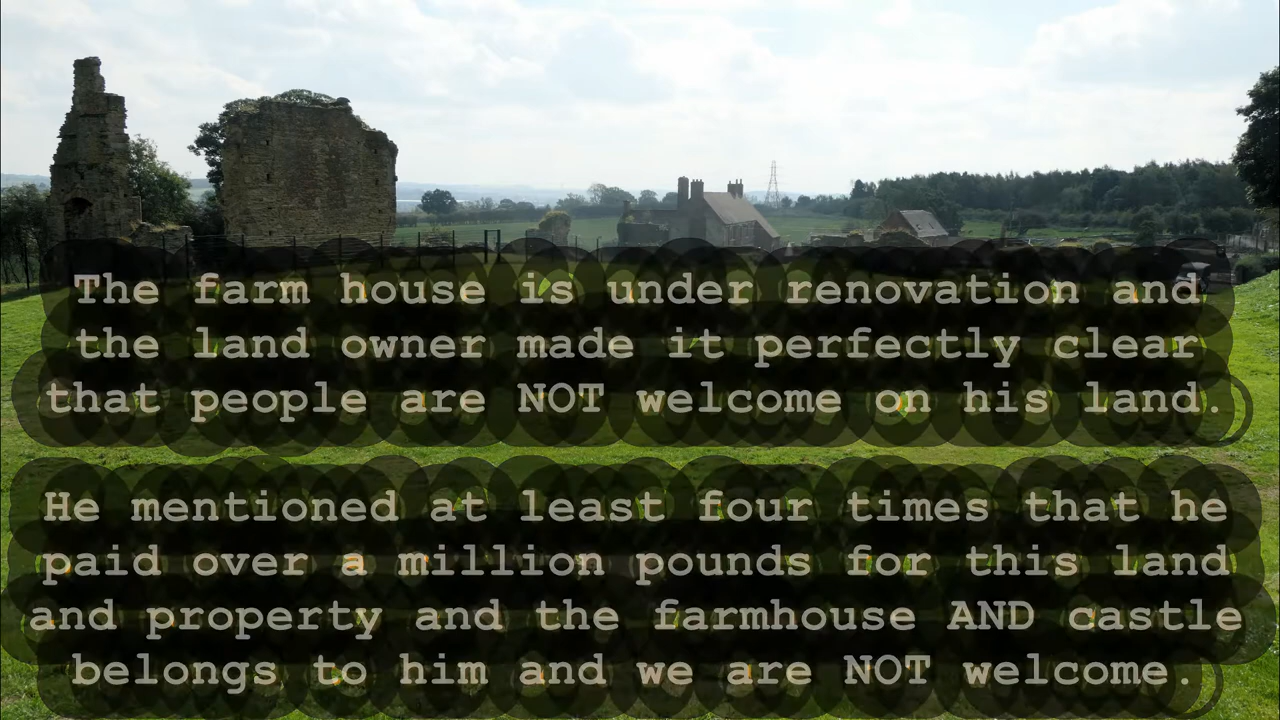 The farm house is under renovation and
the land owner made it perfectly clear
that people are NOT welcome on his land.
He mentioned at least four times that he
paid over a million pounds for this land
and property and the farmhouse AND castle
belongs to him and we are NOT welcome.